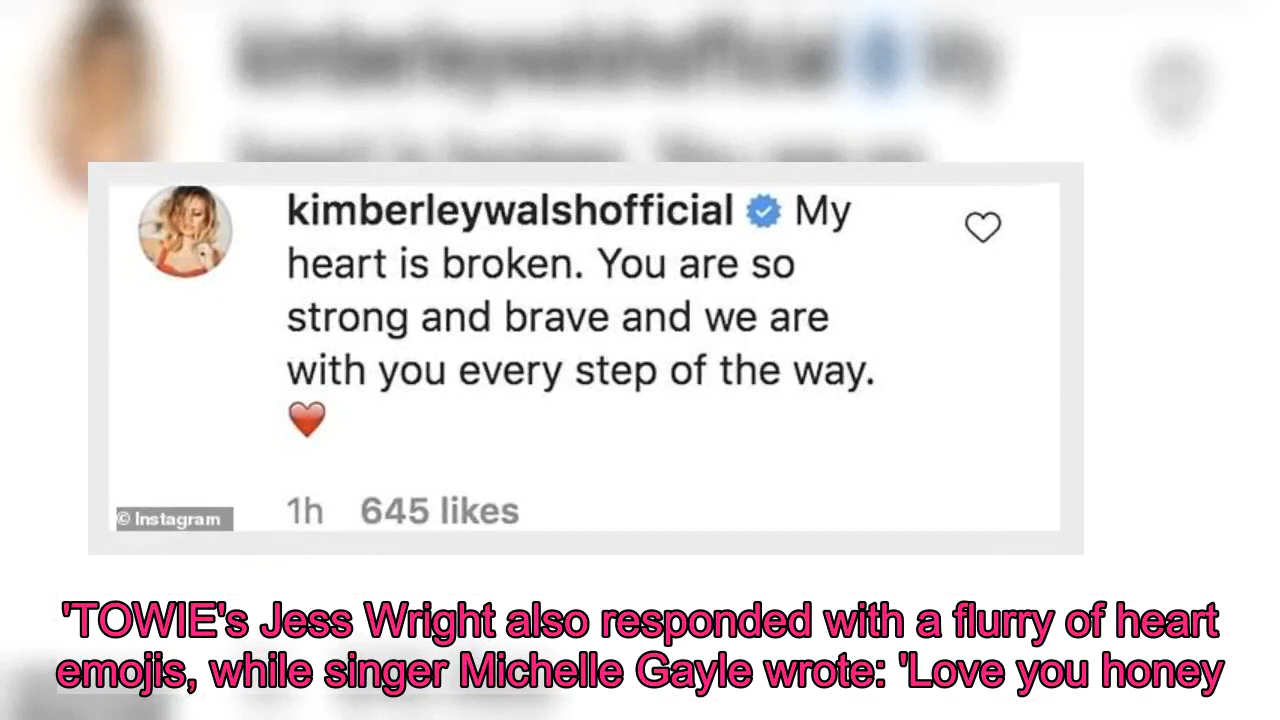 kimberleywalshofficial My
heart is broken. You are so
strong and brave and we are
with you every step of the way.
❤️
1h 645 likes
© Instagram
'TOWIE's Jess Wright also responded with a flurry of heart
emojis, while singer Michelle Gayle wrote: 'Love you honey